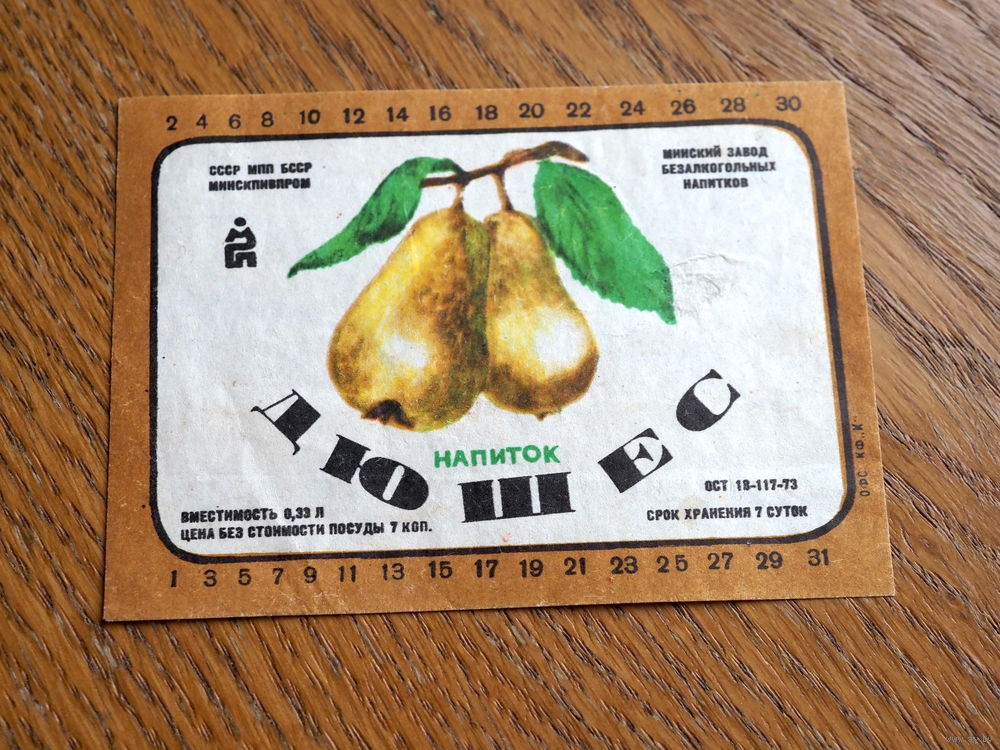 2 4 6 8 10 12 14 16 18 20 22 24 26 28 30
СССР МПП БССР
МИНСКПИВПРОМ
МИНСКИЙ ЗАВОД
БЕЗАЛКОГОЛЬНЫХ
НАПИТКОВ
НАПИТОК
ДЮШЕС
ВМЕСТИМОСТЬ 0,33 Л
ЦЕНА БЕЗ СТОИМОСТИ ПОСУДЫ 7 КОП.
ОСТ 18-117-73
СРОК ХРАНЕНИЯ 7 СУТОК
1 3 5 7 9 11 13 15 17 19 21 23 25 27 29 31
КФ „К"